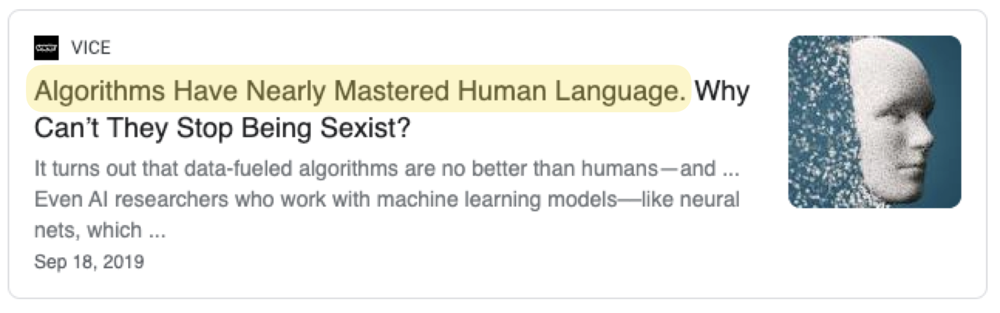 VICE
Algorithms Have Nearly Mastered Human Language. Why
Can’t They Stop Being Sexist?
It turns out that data-fueled algorithms are no better than humans—and ...
Even AI researchers who work with machine learning models—like neural
nets, which ...
Sep 18, 2019